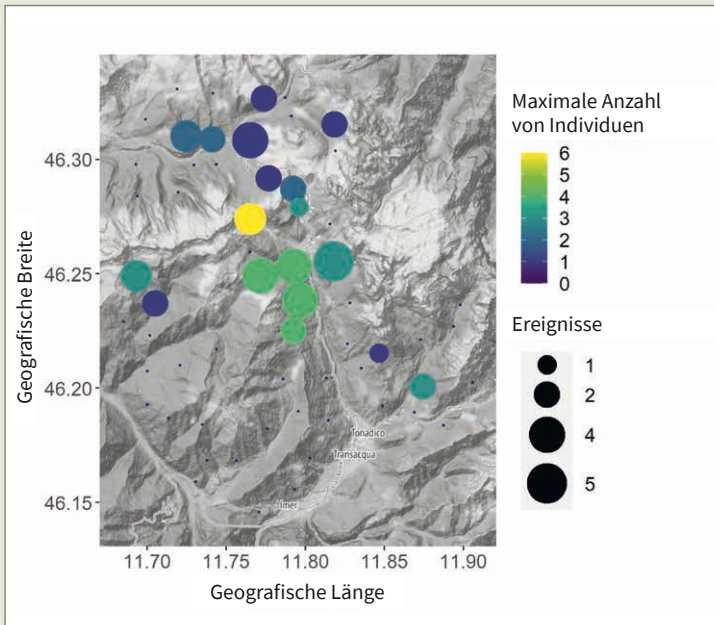 Maximale Anzahl
von Individuen
6
5
4
3
2
1
0
Ereignisse
1
2
4
5
Geografische Breite
46.30
46.25
46.20
46.15
Tonadico
Transacqua
Imer
11.70 11.75 11.80 11.85 11.90
Geografische Länge